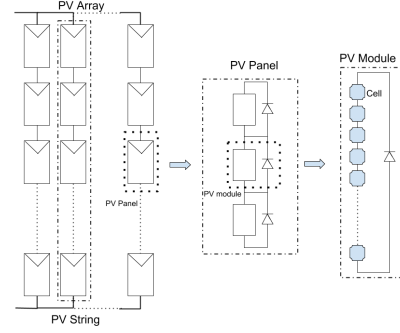 PV Array
PV Panel
PV Module
Cell
PV module
PV Panel
PV String